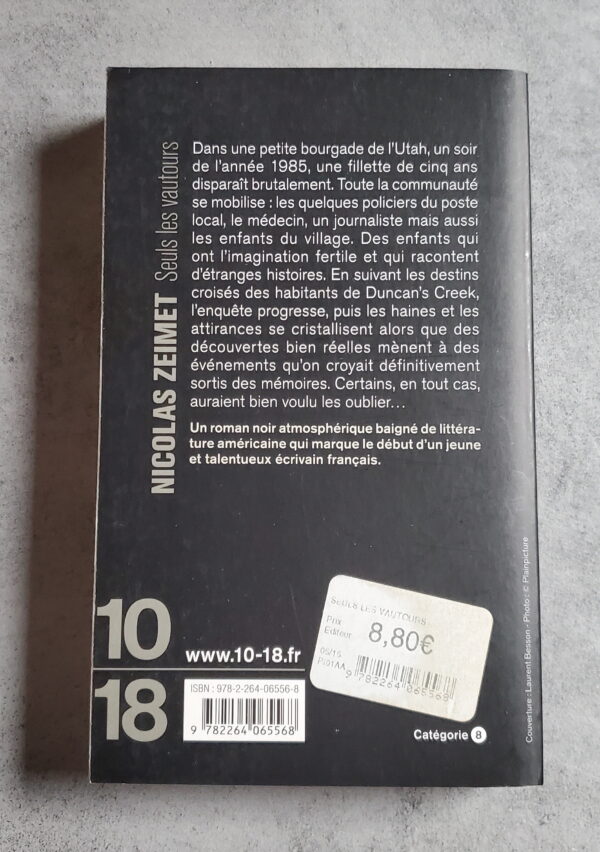 NICOLAS ZEIMET Seuls les vautours
Dans une petite bourgade de l'Utah, un soir
de l'année 1985, une fillette de cinq ans
disparaît brutalement. Toute la communauté
se mobilise : les quelques policiers du poste
local, le médecin, un journaliste mais aussi
les enfants du village. Des enfants qui
ont l'imagination fertile et qui racontent
d'étranges histoires. En suivant les destins
croisés des habitants de Duncan's Creek,
l'enquête progresse, puis les haines et les
attirances se cristallisent alors que des
découvertes bien réelles mènent à des
événements qu'on croyait définitivement
sortis des mémoires. Certains, en tout cas,
auraient bien voulu les oublier...
Un roman noir atmosphérique baigné de littéra-
ture américaine qui marque le début d'un jeune
et talentueux écrivain français.
10
18
www.10-18.fr
ISBN : 978-2-264-06556-8
9 782264 065568
SEULS LES VAUTOURS
Prix
Editeur
8,80€
05/15
P101AA
9 782264 065568
Catégorie 8
Couverture : Laurent Besson - Photo : © Plainpicture